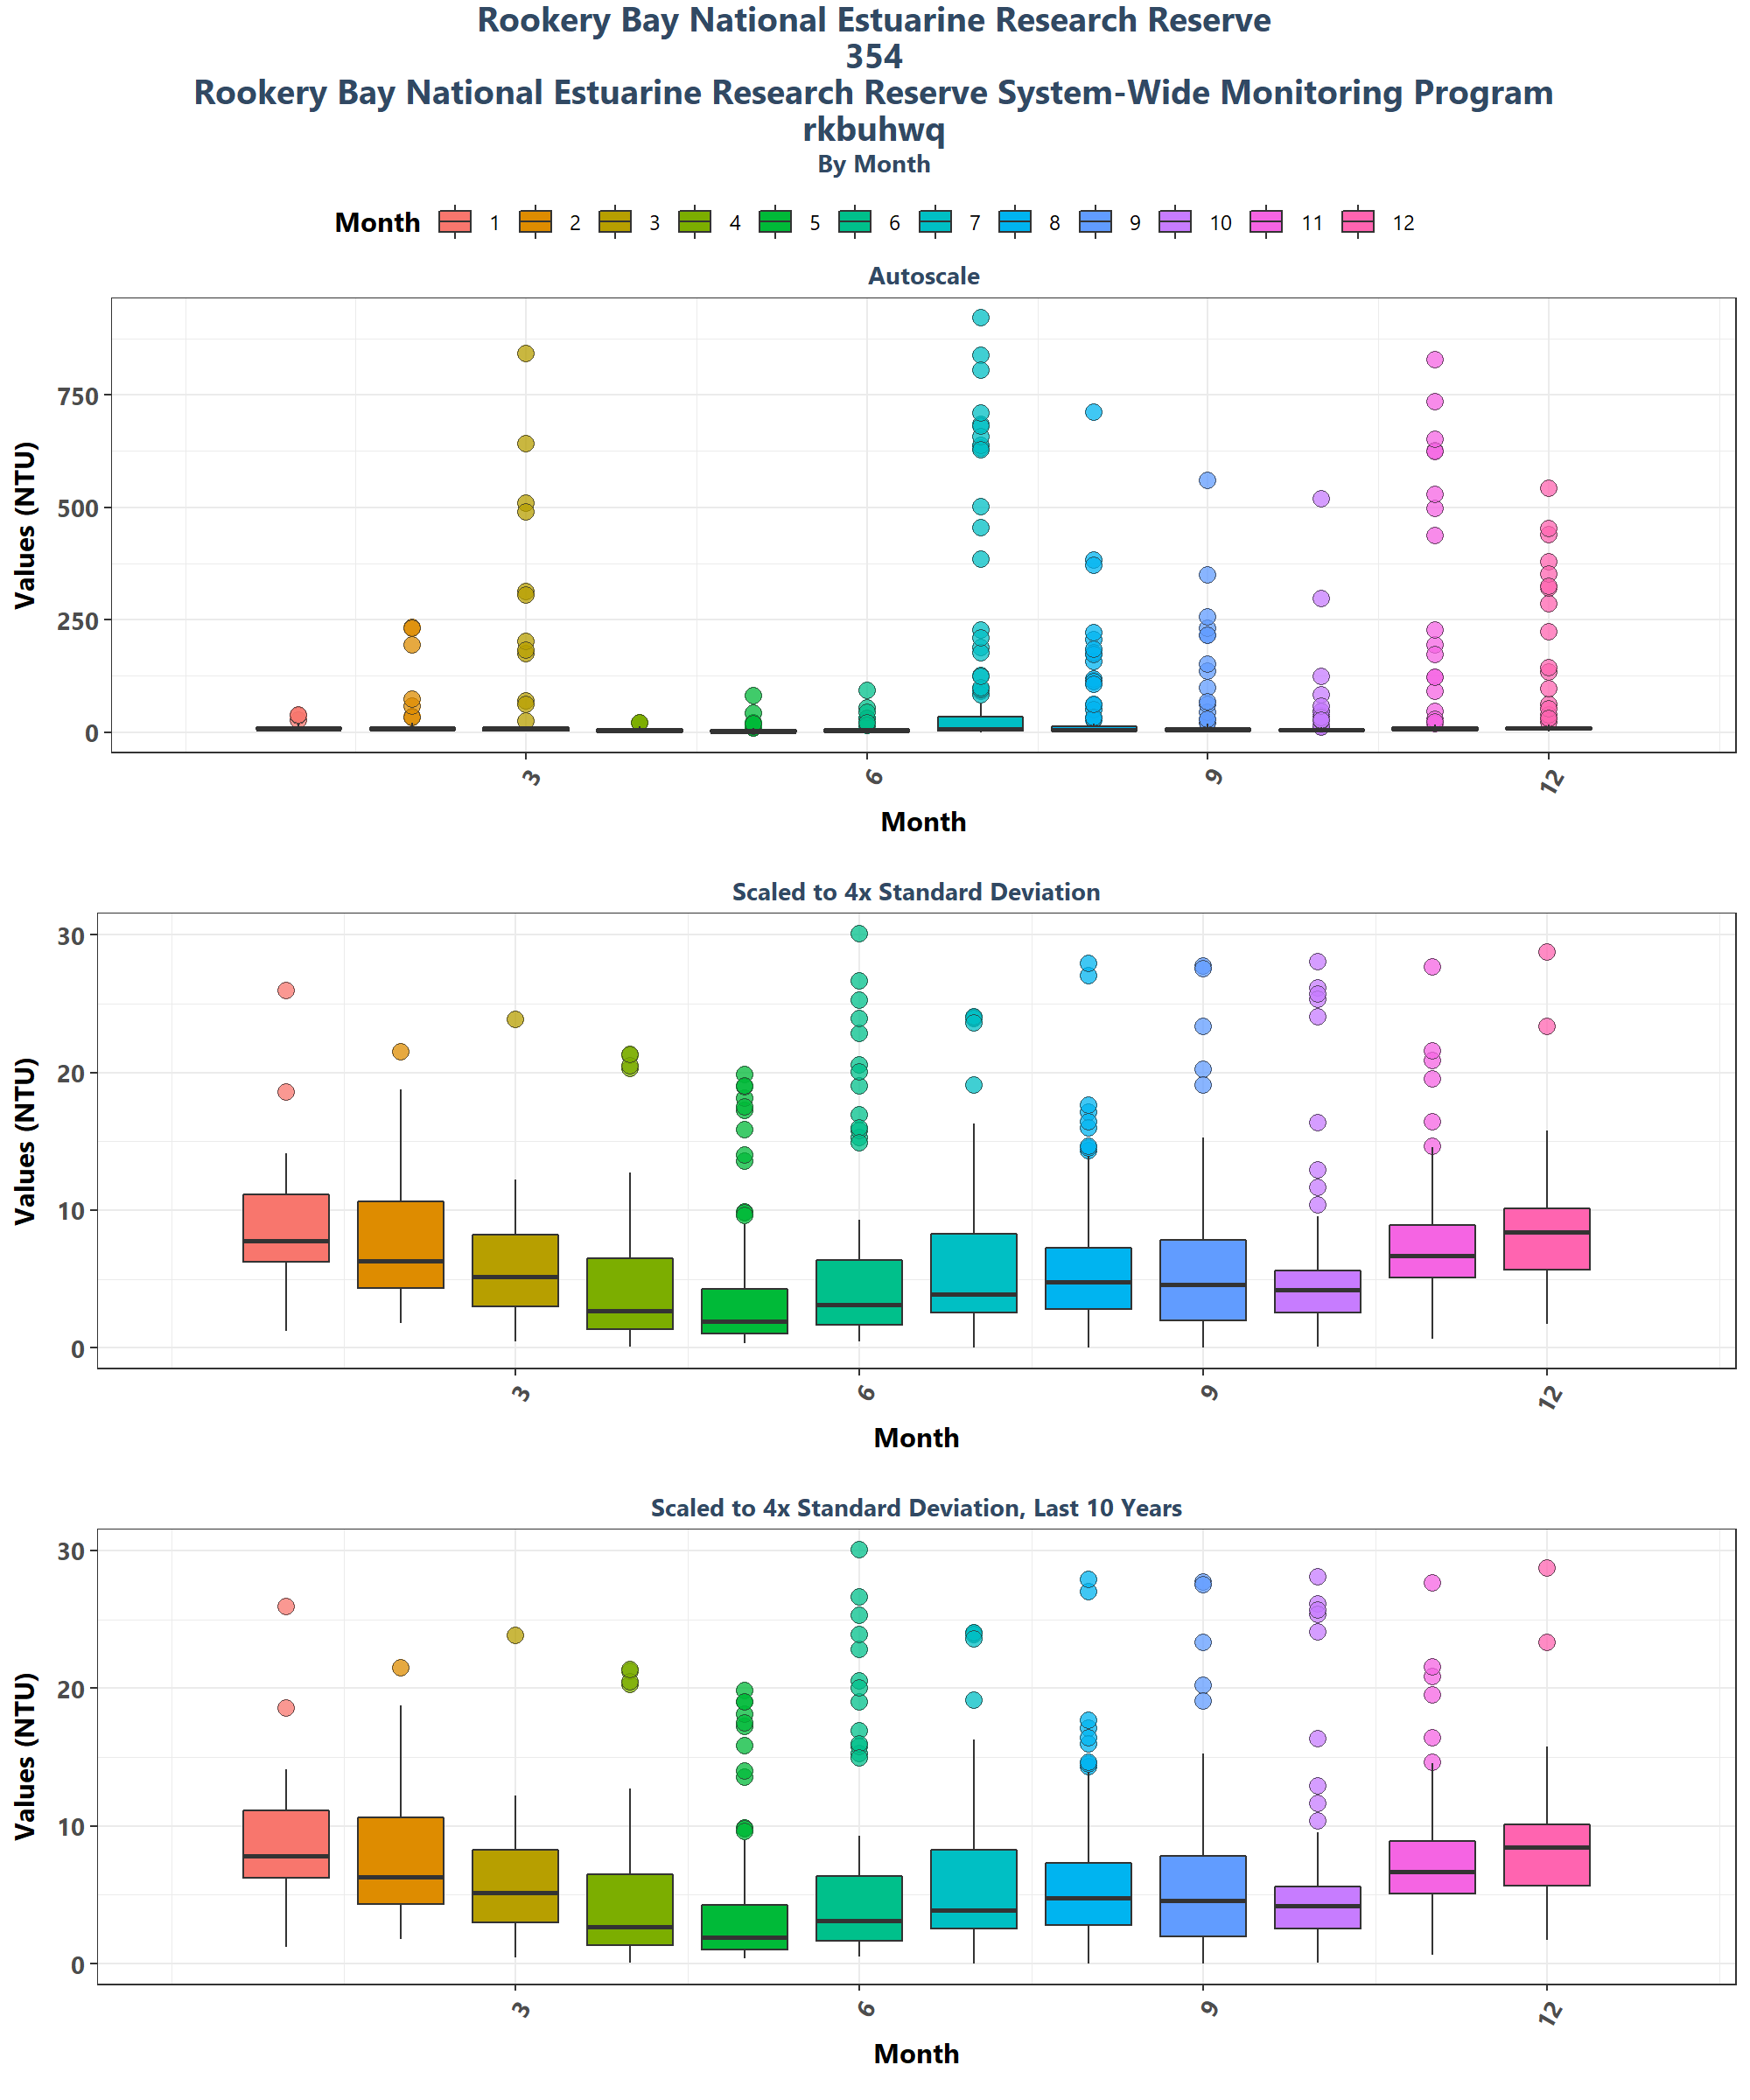 Rookery Bay National Estuarine Research Reserve
354
Rookery Bay National Estuarine Research Reserve System-Wide Monitoring Program
rkbuhwq
By Month
Month 1 2 3 4 5 6 7 8 9 10 11 12
Autoscale
Values (NTU)
750
500
250
0
3 6 9 12
Month
Scaled to 4x Standard Deviation
Values (NTU)
30
20
10
0
3 6 9 12
Month
Scaled to 4x Standard Deviation, Last 10 Years
Values (NTU)
30
20
10
0
3 6 9 12
Month